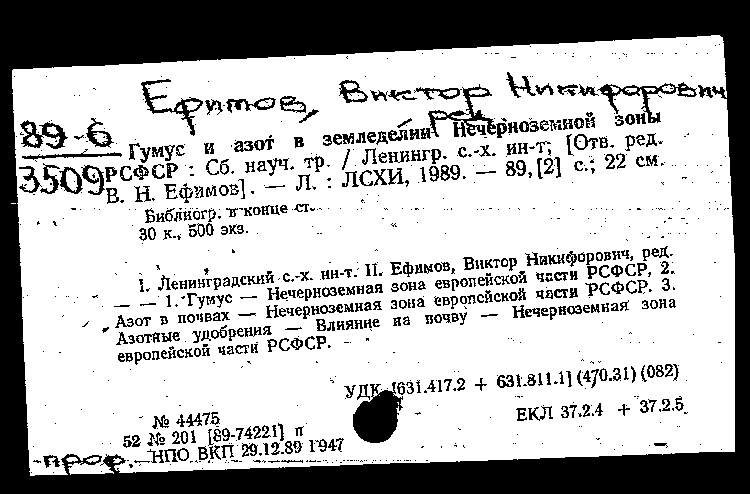 Ефимов, Виктор Никифорович
ред.
89-6
3509
Гумус и азот в земледелии Нечерноземной зоны
РСФСР : Сб. науч. тр. / Ленингр. с.-х. ин-т; [Отв. ред.
В. Н. Ефимов]. — Л. : ЛСХИ, 1989. — 89, [2] с.; 22 см.
Библиогр. в конце ст.
30 к., 500 экз.
I. Ленинградский с.-х. ин-т. II. Ефимов, Виктор Никифорович, ред.
— — 1. Гумус — Нечерноземная зона европейской части РСФСР. 2.
Азот в почвах — Нечерноземная зона европейской части РСФСР. 3.
Азотные удобрения — Влияние на почву — Нечерноземная зона
европейской части РСФСР.
УДК [631.417.2 + 631.811.1] (470.31) (082)
№ 44475
ЕКЛ 37.2.4 + 37.2.5
52 № 201 [89-74221] п
НПО ВКП 29.12.89 1947
проф.